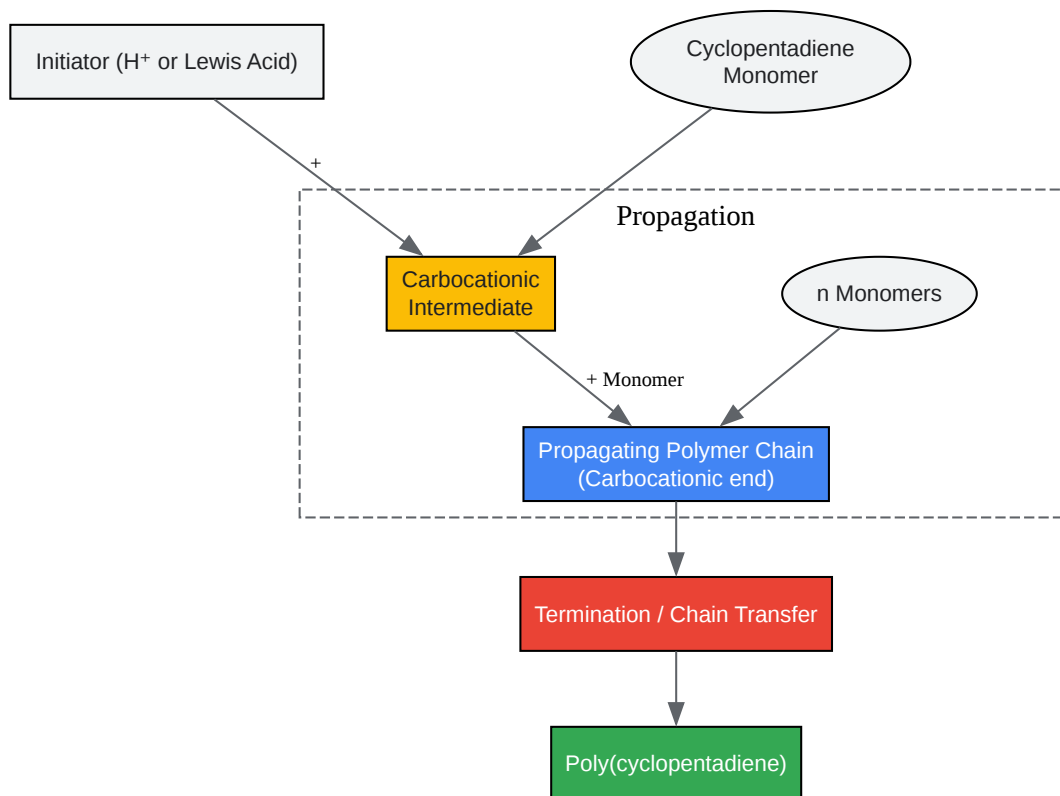 Initiator (H⁺ or Lewis Acid)
Cyclopentadiene
Monomer
+
Propagation
Carbocationic
Intermediate
n Monomers
+ Monomer
Propagating Polymer Chain
(Carbocationic end)
Termination / Chain Transfer
Poly(cyclopentadiene)